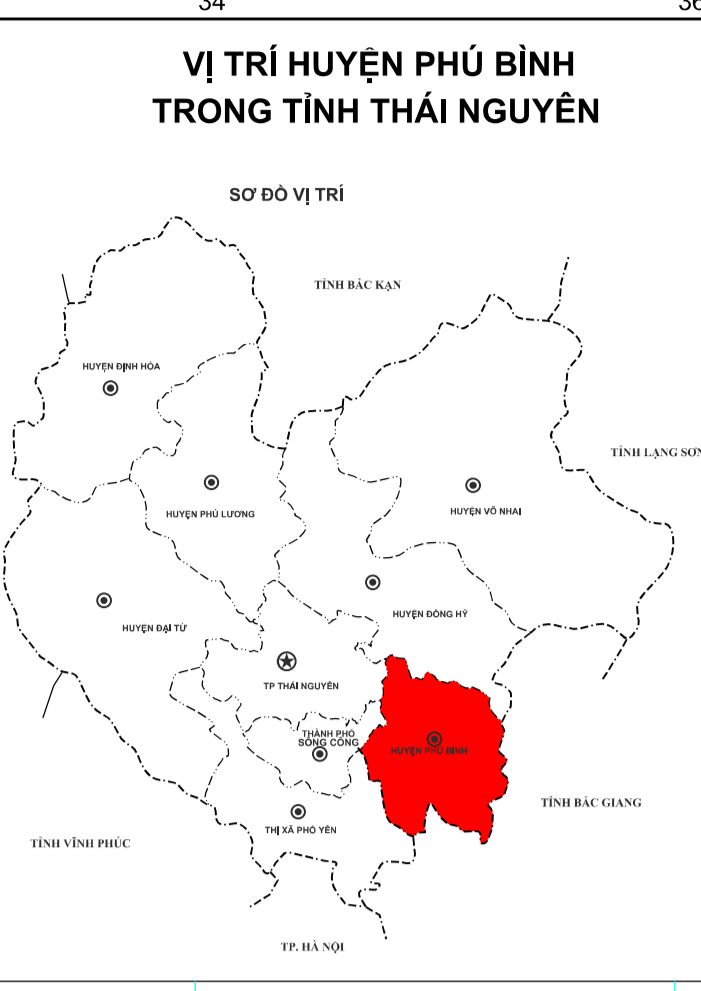 34
36
VỊ TRÍ HUYỆN PHÚ BÌNH
TRONG TỈNH THÁI NGUYÊN
SƠ ĐỒ VỊ TRÍ
TỈNH BẮC KẠN
HUYỆN ĐỊNH HÓA
TỈNH LẠNG SƠN
HUYỆN PHÚ LƯƠNG
HUYỆN VÕ NHAI
HUYỆN ĐỒNG HỶ
HUYỆN ĐẠI TỪ
TP THÁI NGUYÊN
THÀNH PHỐ
SÔNG CÔNG
HUYỆN PHÚ BÌNH
TỈNH BẮC GIANG
THỊ XÃ PHỔ YÊN
TỈNH VĨNH PHÚC
TP. HÀ NỘI